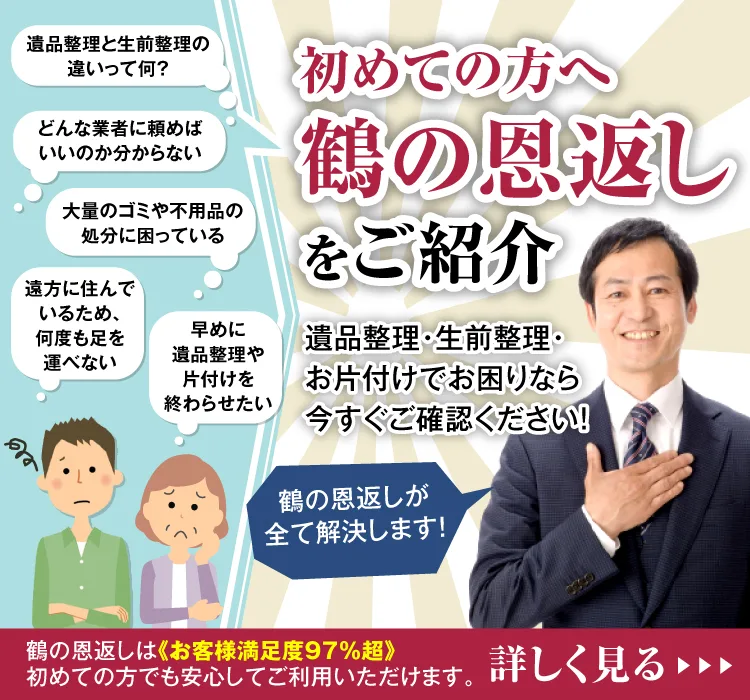 遺品整理と生前整理の
違いって何?
どんな業者に頼めば
いいのか分からない
大量のゴミや不用品の
処分に困っている
遠方に住んで
いるため、
何度も足を
運べない
早めに
遺品整理や
片付けを
終わらせたい
初めての方へ
鶴の恩返し
をご紹介
遺品整理・生前整理・
お片付けでお困りなら
今すぐご確認ください!
鶴の恩返しが
全て解決します!
鶴の恩返しは《お客様満足度97%超》
初めての方でも安心してご利用いただけます。
詳しく見る▶▶▶